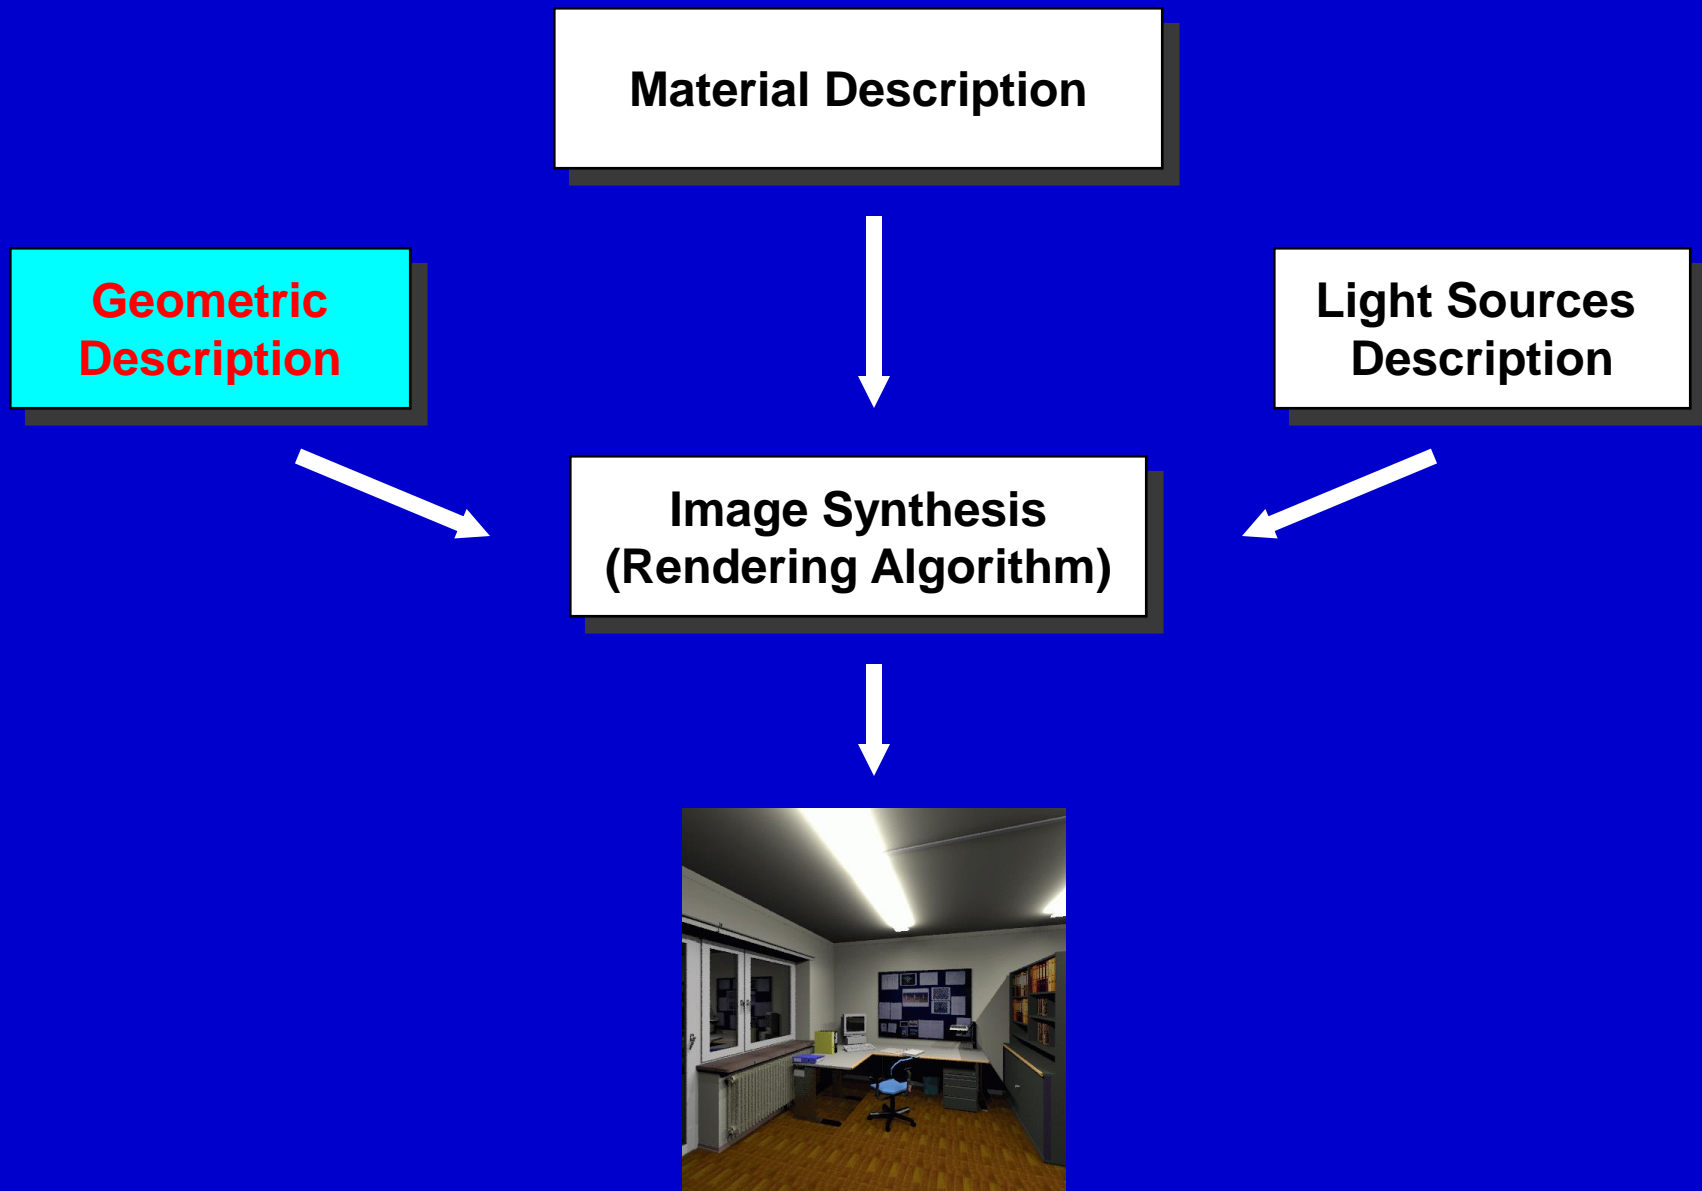 Material Description
Geometric
Description
Light Sources
Description
Image Synthesis
(Rendering Algorithm)